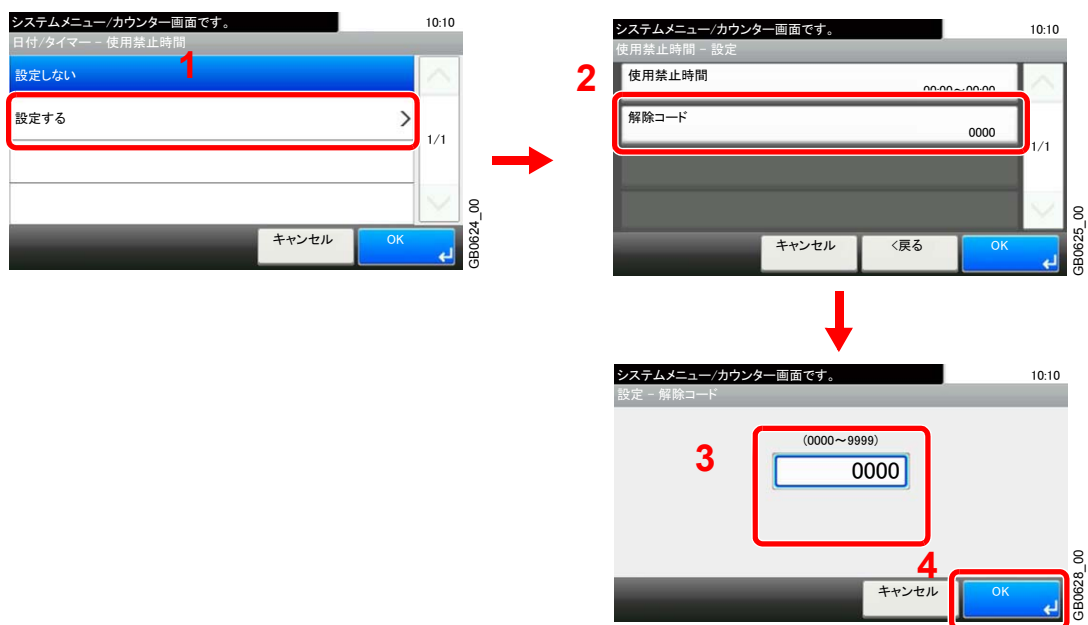 システムメニュー/カウンター画面です。
10:10
日付/タイマー - 使用禁止時間
1
設定しない
設定する
1/1
キャンセル
OK
GB0624_00
システムメニュー/カウンター画面です。
10:10
使用禁止時間 - 設定
2
使用禁止時間
00:00～00:00
解除コード
0000
1/1
キャンセル
<戻る
OK
GB0625_00
システムメニュー/カウンター画面です。
10:10
設定 - 解除コード
3
(0000～9999)
0000
4
キャンセル
OK
GB0628_00